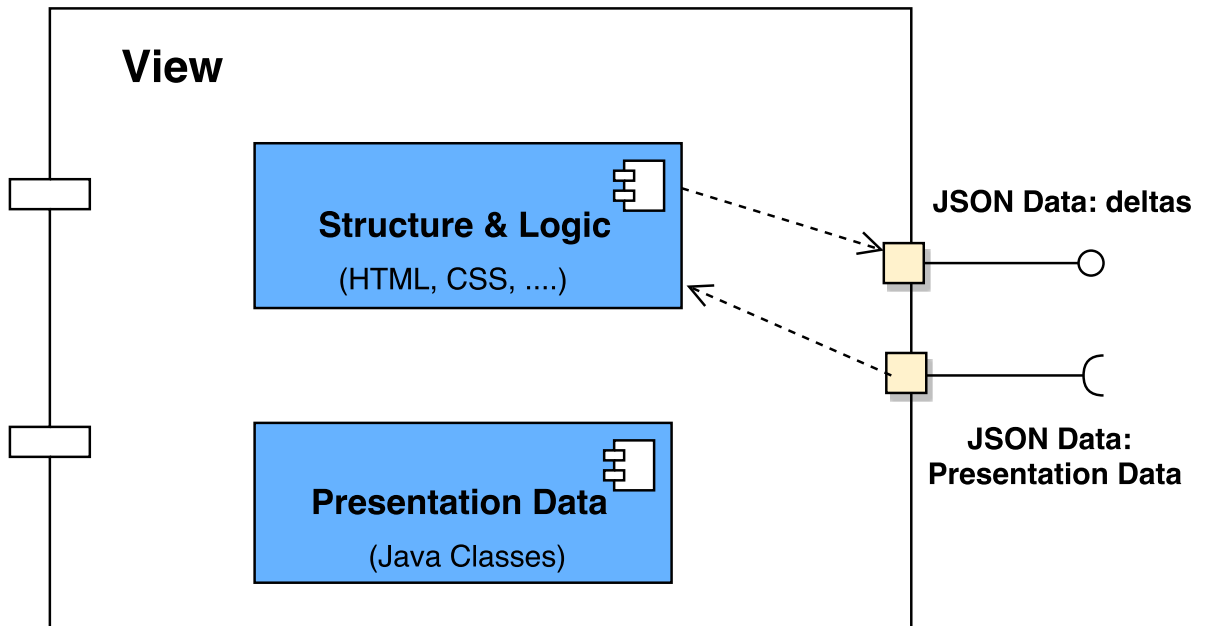 View
Structure & Logic
(HTML, CSS, ....)
JSON Data: deltas
JSON Data:
Presentation Data
Presentation Data
(Java Classes)